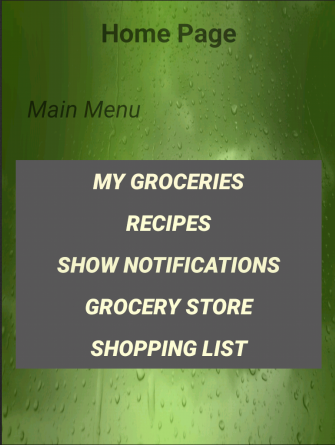 Home Page
Main Menu
MY GROCERIES
RECIPES
SHOW NOTIFICATIONS
GROCERY STORE
SHOPPING LIST